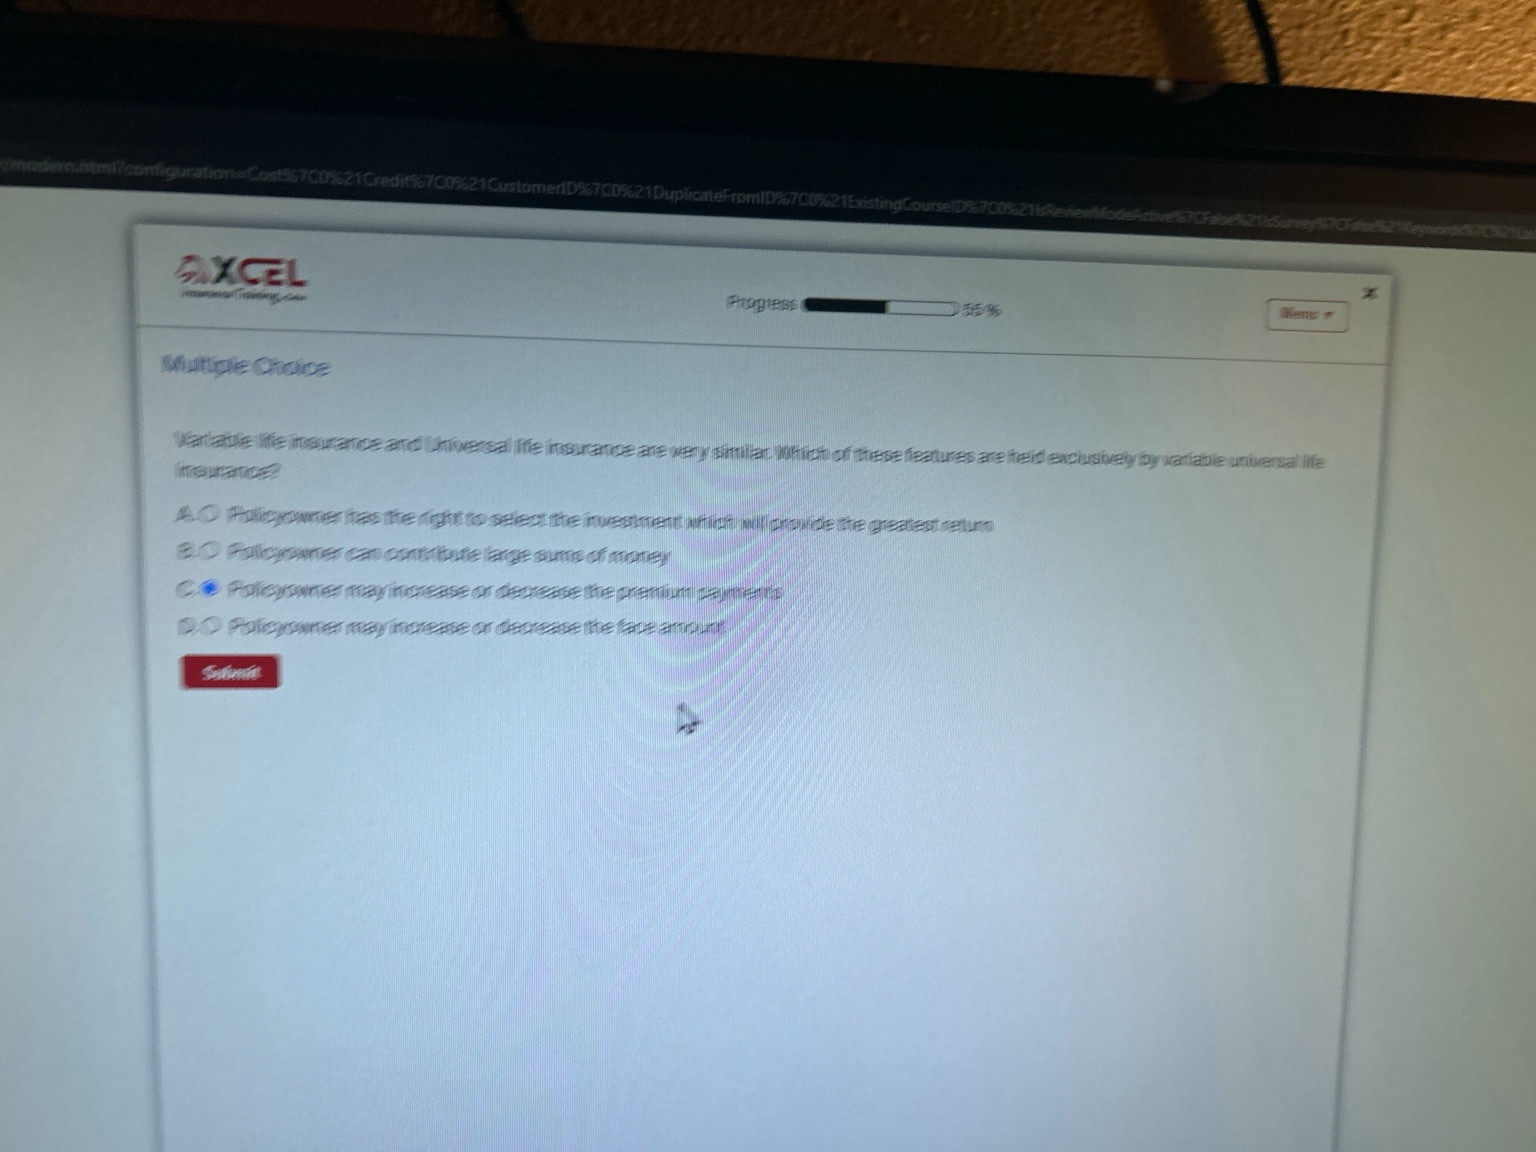 /modern.html?configuration=Cost%7C0%21Credit%7C0%21CustomerID%7C0%21DuplicateFromID%7C0%21ExistingCourseID%7C0%21IsReviewModeActive%7CFalse%21IsSurvey%7CFalse%21Keywords%7C%21
AXCEL
Progress 55%
Menu
Multiple Choice
Variable life insurance and Universal life insurance are very similar. Which of these features are held exclusively by variable universal life
insurance?
A. Policyowner has the right to select the investment which will provide the greatest return
B. Policyowner can contribute large sums of money
C. Policyowner may increase or decrease the premium payments
D. Policyowner may increase or decrease the face amount
Submit